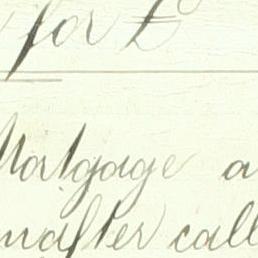 for £
Mortgage a
nafter call